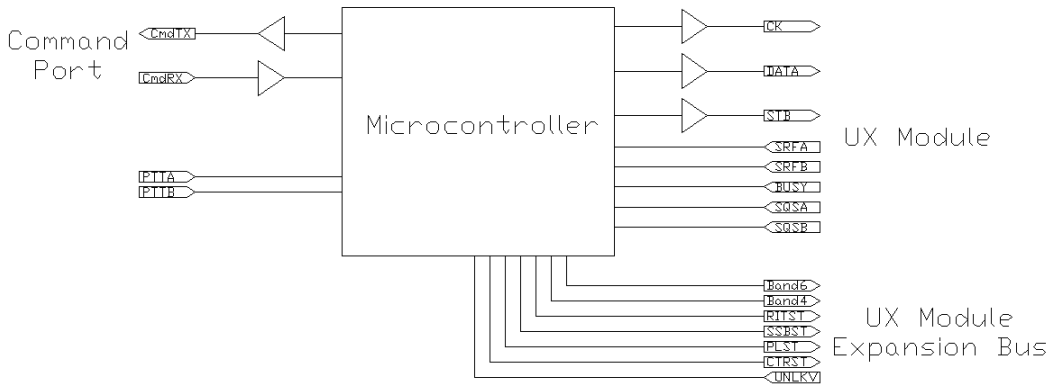 Command
Port
CmdTX
CmdRX
PTTA
PTTB
Microcontroller
CK
DATA
STB
SRFA
SRFB
BUSY
SQSA
SQSB
UX Module
Band6
Band4
RITST
SSBST
PLST
CTRST
UNLKV
UX Module
Expansion Bus